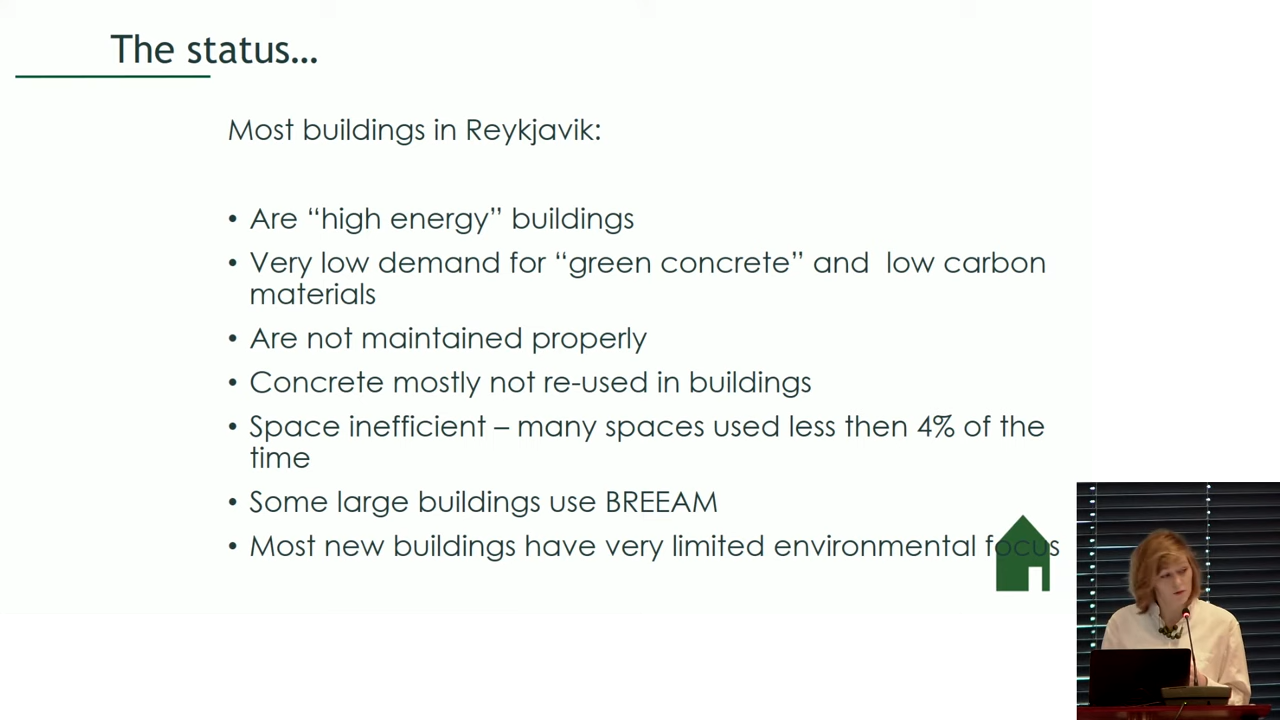 The status...
Most buildings in Reykjavik:
• Are “high energy” buildings
• Very low demand for “green concrete” and  low carbon
materials
• Are not maintained properly
• Concrete mostly not re-used in buildings
• Space inefficient – many spaces used less then 4% of the
time
• Some large buildings use BREEAM
• Most new buildings have very limited environmental focus